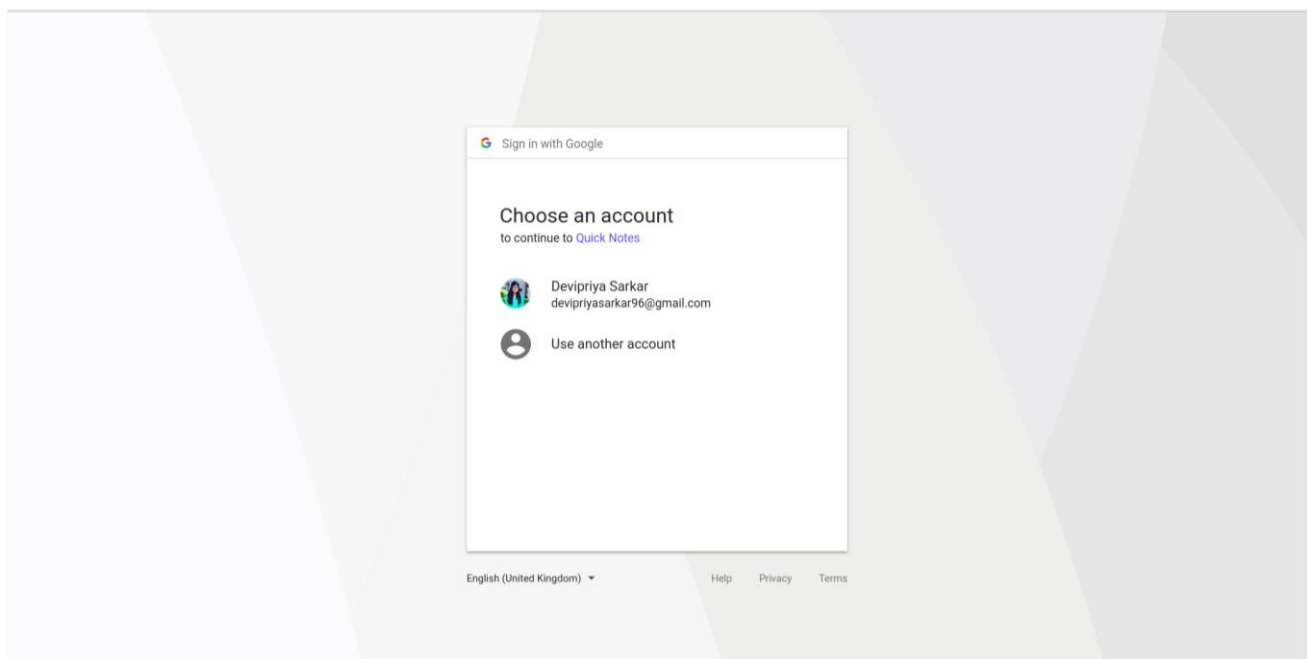 Sign in with Google
Choose an account
to continue to Quick Notes
Devipriya Sarkar
devipriyasarkar96@gmail.com
Use another account
English (United Kingdom)
Help Privacy Terms